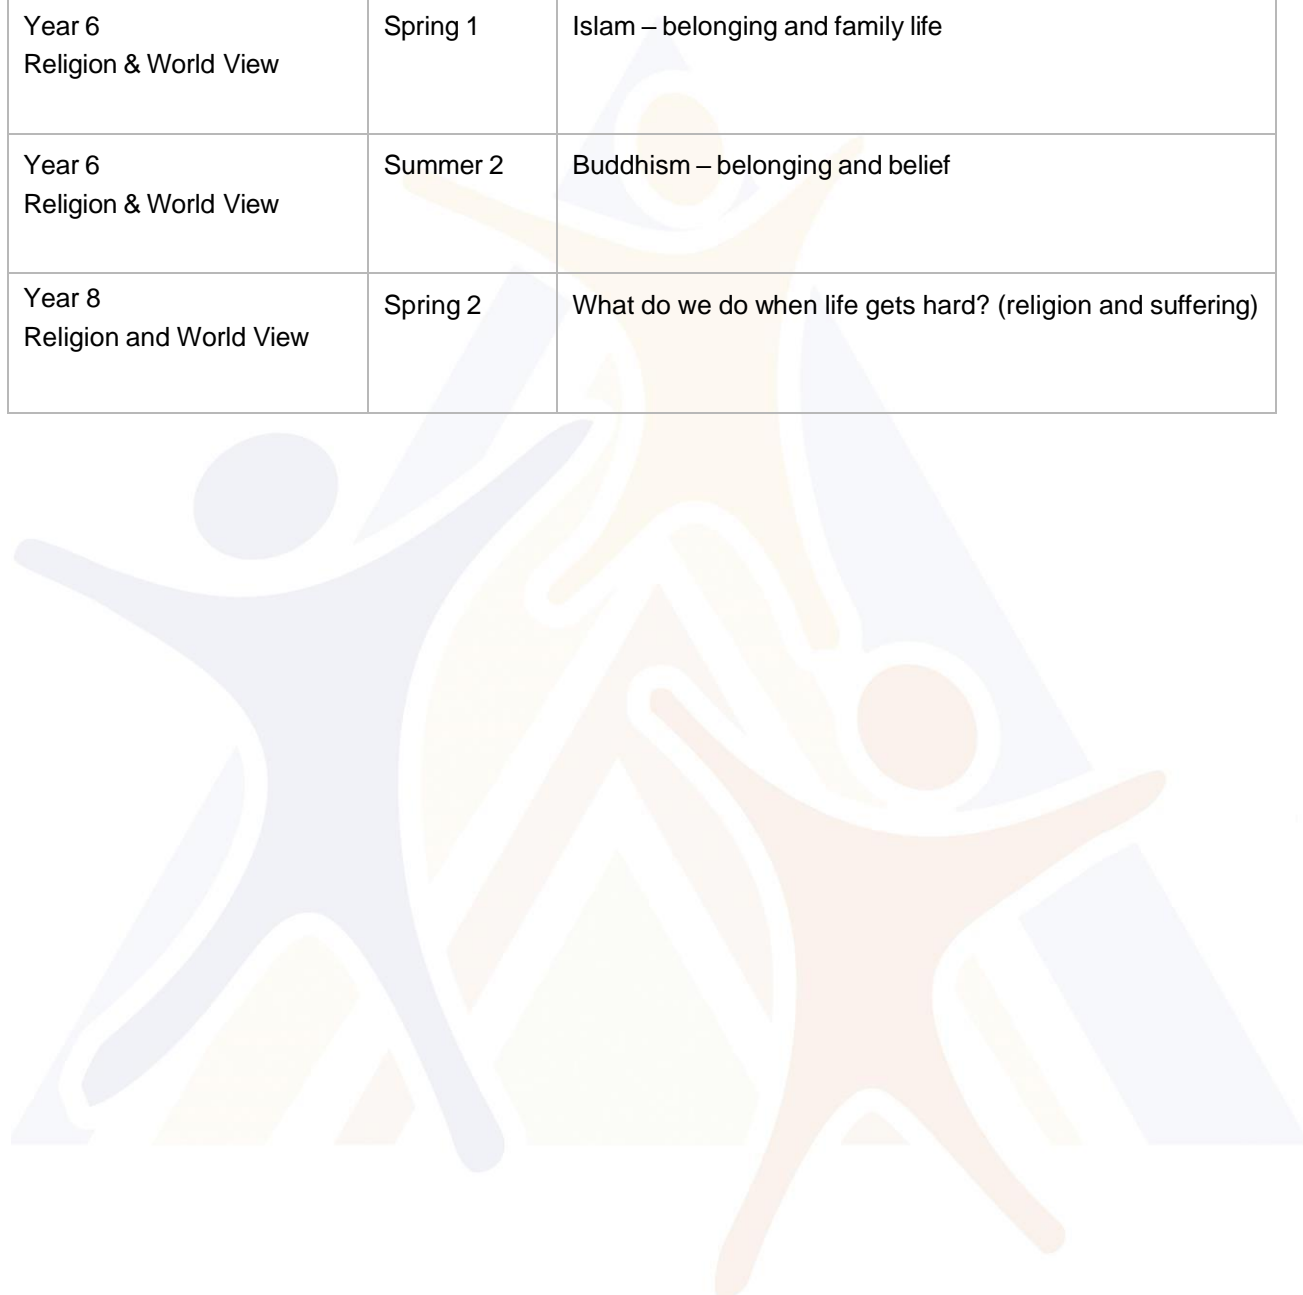 Year 6 Spring 1 Islam – belonging and family life
Religion & World View
Year 6 Summer 2 Buddhism – belonging and belief
Religion & World View
Year 8 Spring 2 What do we do when life gets hard? (religion and suffering)
Religion and World View